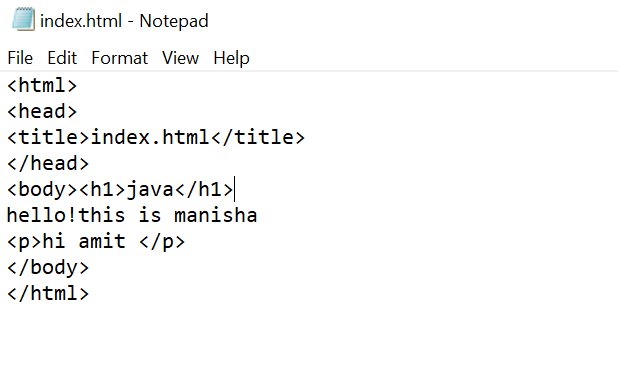 index.html - Notepad
File Edit Format View Help
<html>
<head>
<title>index.html</title>
</head>
<body><h1>java</h1>
hello!this is manisha
<p>hi amit </p>
</body>
</html>